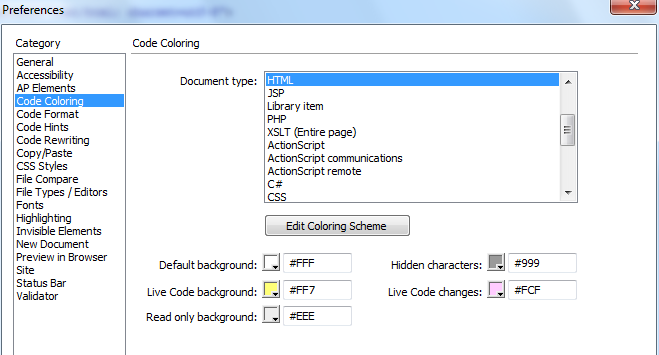 Preferences
Category
Code Coloring
General
Accessibility
AP Elements
Code Coloring
Code Format
Code Hints
Code Rewriting
Copy/Paste
CSS Styles
File Compare
File Types / Editors
Fonts
Highlighting
Invisible Elements
New Document
Preview in Browser
Site
Status Bar
Validator
Document type:
HTML
JSP
Library item
PHP
XSLT (Entire page)
ActionScript
ActionScript communications
ActionScript remote
C#
CSS
Edit Coloring Scheme
Default background: #FFF
Hidden characters: #999
Live Code background: #FF7
Live Code changes: #FCF
Read only background: #EEE